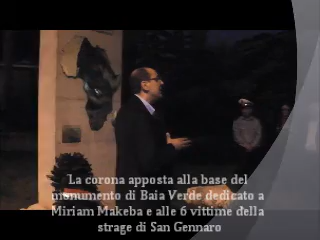 La corona apposta alla base del
monumento di Baia Verde dedicato a
Miriam Makeba e alle 6 vittime della
strage di San Gennaro